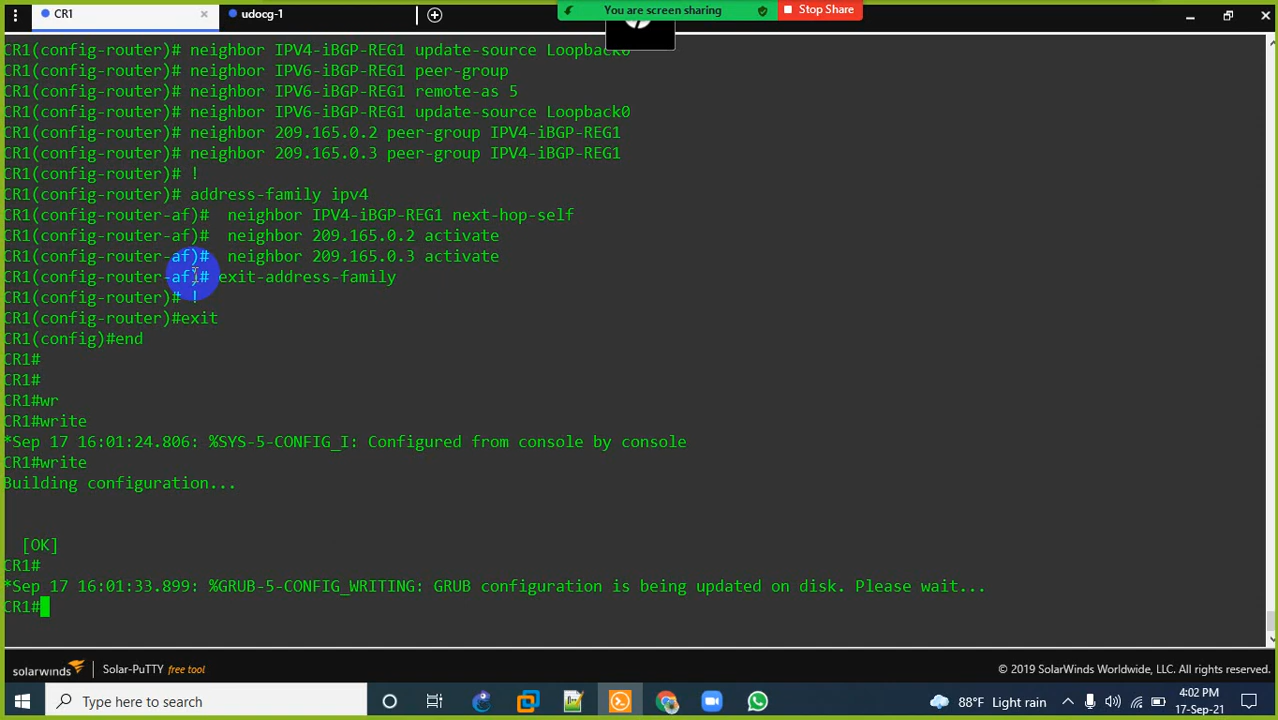 CR1
udocg-1
You are screen sharing
Stop Share
CR1(config-router)# neighbor IPV4-iBGP-REG1 update-source Loopback0
CR1(config-router)# neighbor IPV6-iBGP-REG1 peer-group
CR1(config-router)# neighbor IPV6-iBGP-REG1 remote-as 5
CR1(config-router)# neighbor IPV6-iBGP-REG1 update-source Loopback0
CR1(config-router)# neighbor 209.165.0.2 peer-group IPV4-iBGP-REG1
CR1(config-router)# neighbor 209.165.0.3 peer-group IPV4-iBGP-REG1
CR1(config-router)# !
CR1(config-router)# address-family ipv4
CR1(config-router-af)#  neighbor IPV4-iBGP-REG1 next-hop-self
CR1(config-router-af)#  neighbor 209.165.0.2 activate
CR1(config-router-af)#  neighbor 209.165.0.3 activate
CR1(config-router-af)# exit-address-family
CR1(config-router)# !
CR1(config-router)#exit
CR1(config)#end
CR1#
CR1#
CR1#wr
CR1#write
*Sep 17 16:01:24.806: %SYS-5-CONFIG_I: Configured from console by console
CR1#write
Building configuration...
[OK]
CR1#
*Sep 17 16:01:33.899: %GRUB-5-CONFIG_WRITING: GRUB configuration is being updated on disk. Please wait...
CR1#
solarwinds Solar-PuTTY free tool
© 2019 SolarWinds Worldwide, LLC. All rights reserved.
Type here to search
88°F Light rain
4:02 PM
17-Sep-21